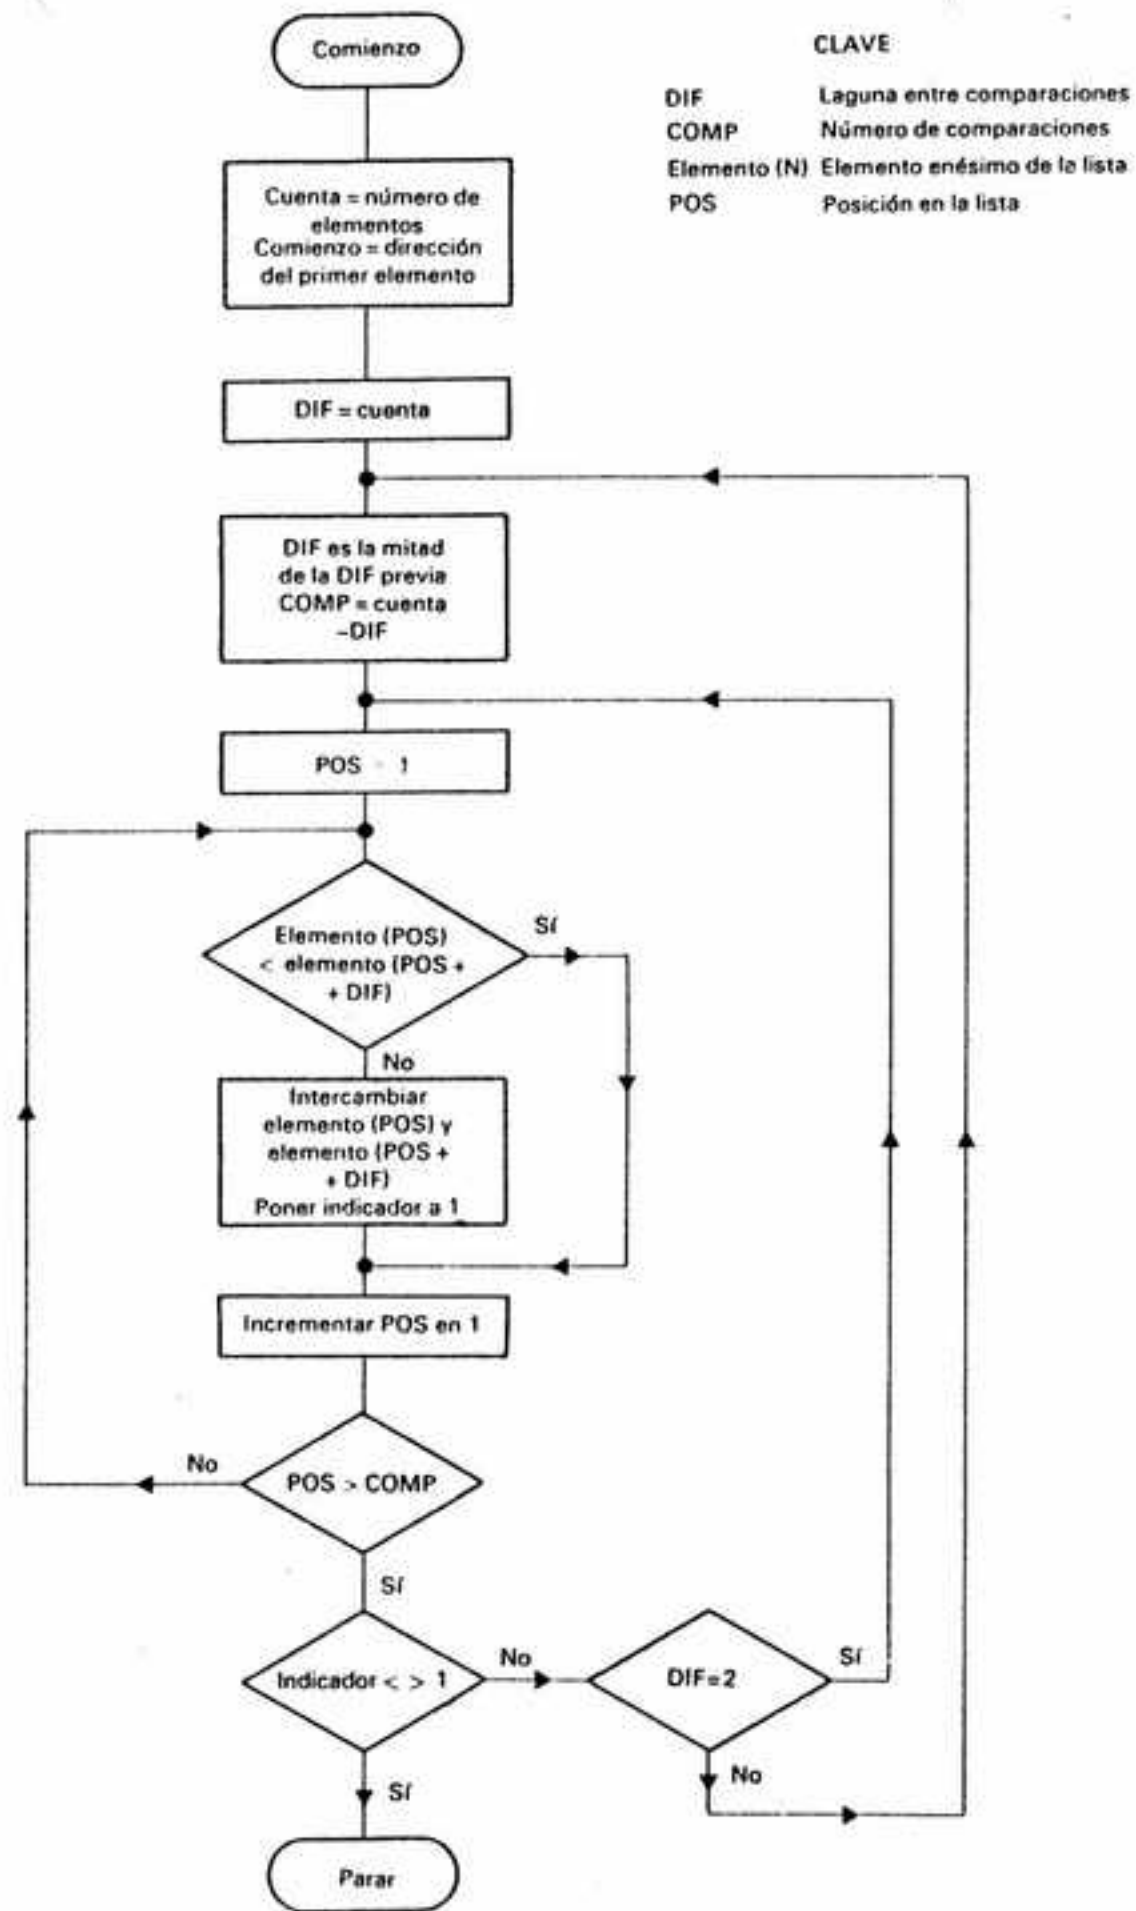 Comienzo
CLAVE
DIF Laguna entre comparaciones
COMP Número de comparaciones
Elemento (N) Elemento enésimo de la lista
POS Posición en la lista
Cuenta = número de
elementos
Comienzo = dirección
del primer elemento
DIF = cuenta
DIF es la mitad
de la DIF previa
COMP = cuenta
-DIF
POS = 1
Elemento (POS)
< elemento (POS +
+ DIF)
Sí
No
Intercambiar
elemento (POS) y
elemento (POS +
+ DIF)
Poner indicador a 1
Incrementar POS en 1
No
POS > COMP
Sí
Indicador < > 1
No
DIF=2
Sí
No
Sí
Parar